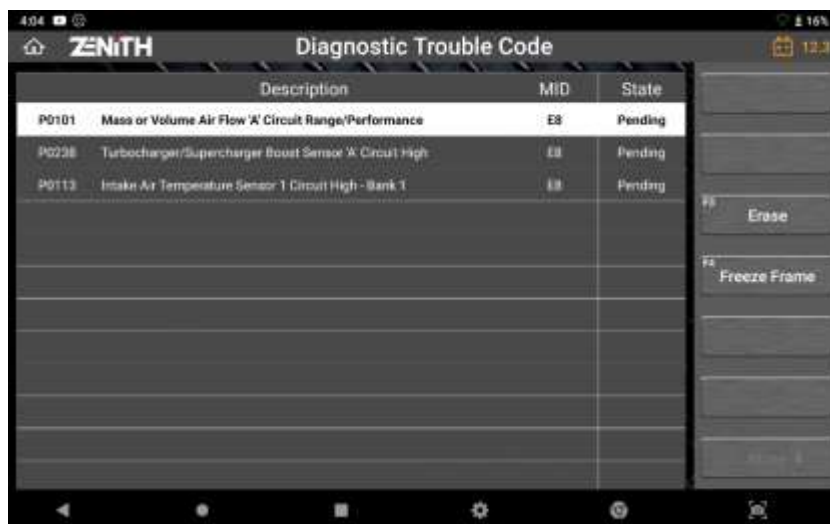 4:04
16%
ZENITH Diagnostic Trouble Code 12.3
Description MID State
P0101 Mass or Volume Air Flow 'A' Circuit Range/Performance E8 Pending
P0238 Turbocharger/Supercharger Boost Sensor 'A' Circuit High E8 Pending
P0113 Intake Air Temperature Sensor 1 Circuit High - Bank 1 E8 Pending
Erase
Freeze Frame